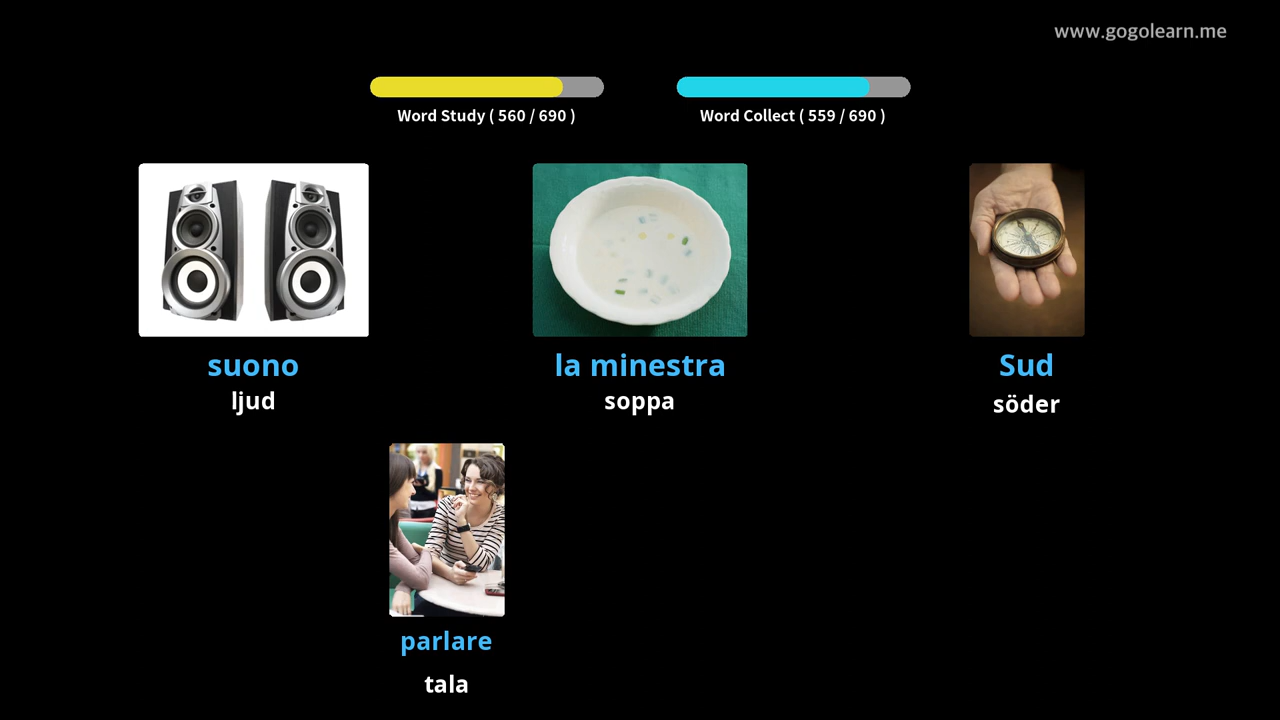 www.gogolearn.me
Word Study ( 560 / 690 )
Word Collect ( 559 / 690 )
suono
ljud
la minestra
soppa
Sud
söder
parlare
tala